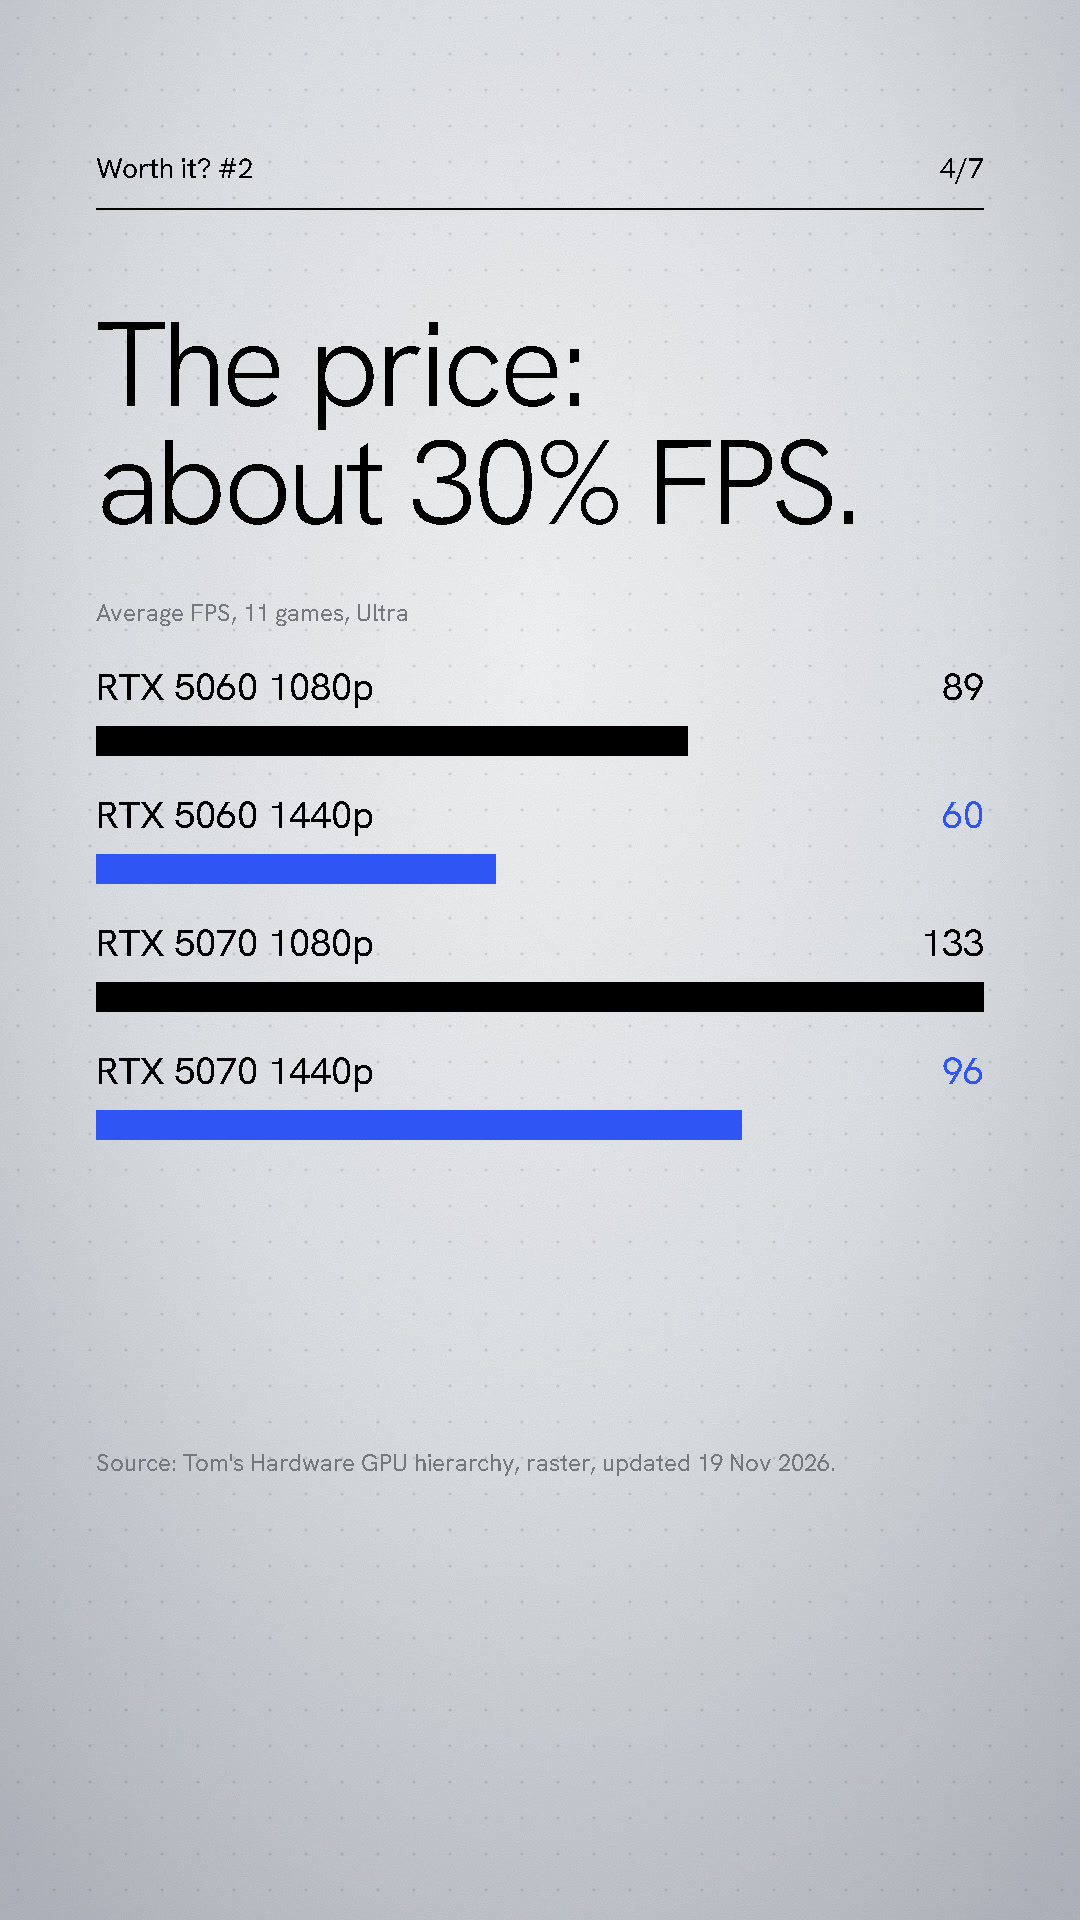 Worth it? #2
4/7
The price:
about 30% FPS.
Average FPS, 11 games, Ultra
RTX 5060 1080p
89
RTX 5060 1440p
60
RTX 5070 1080p
133
RTX 5070 1440p
96
Source: Tom's Hardware GPU hierarchy, raster, updated 19 Nov 2026.